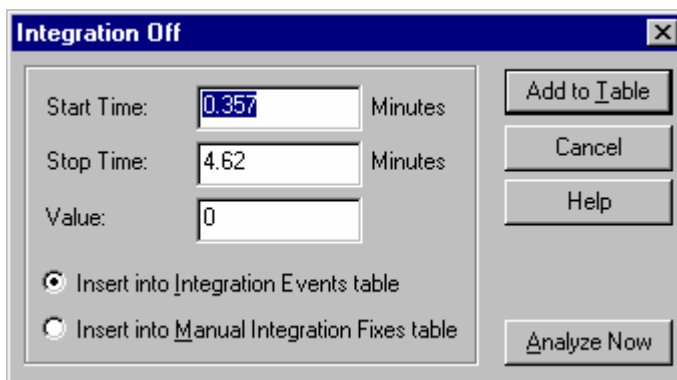 Integration Off
Start Time: 0.357 Minutes
Stop Time: 4.62 Minutes
Value: 0
Insert into Integration Events table
Insert into Manual Integration Fixes table
Add to Table
Cancel
Help
Analyze Now